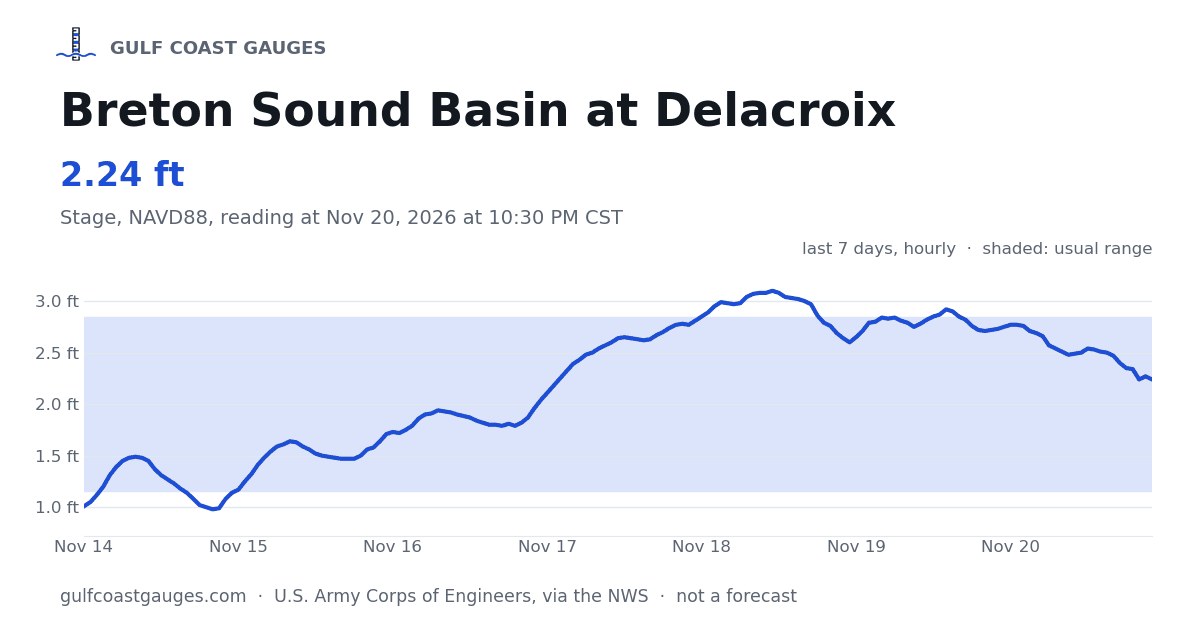 GULF COAST GAUGES
Breton Sound Basin at Delacroix
2.24 ft
Stage, NAVD88, reading at Nov 20, 2026 at 10:30 PM CST
last 7 days, hourly · shaded: usual range
3.0 ft
2.5 ft
2.0 ft
1.5 ft
1.0 ft
Nov 14 Nov 15 Nov 16 Nov 17 Nov 18 Nov 19 Nov 20
gulfcoastgauges.com · U.S. Army Corps of Engineers, via the NWS · not a forecast